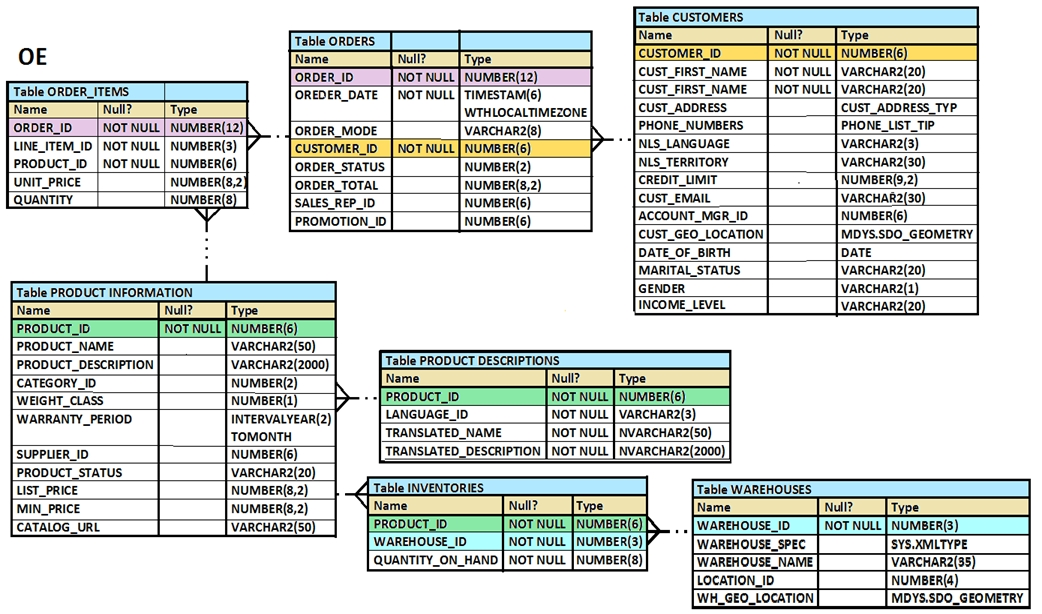 OE
Table ORDER_ITEMS
Name Null? Type
ORDER_ID NOT NULL NUMBER(12)
LINE_ITEM_ID NOT NULL NUMBER(3)
PRODUCT_ID NOT NULL NUMBER(6)
UNIT_PRICE NUMBER(8,2)
QUANTITY NUMBER(8)
Table ORDERS
Name Null? Type
ORDER_ID NOT NULL NUMBER(12)
OREDER_DATE NOT NULL TIMESTAM(6)
WTHLOCALTIMEZONE
ORDER_MODE VARCHAR2(8)
CUSTOMER_ID NOT NULL NUMBER(6)
ORDER_STATUS NUMBER(2)
ORDER_TOTAL NUMBER(8,2)
SALES_REP_ID NUMBER(6)
PROMOTION_ID NUMBER(6)
Table CUSTOMERS
Name Null? Type
CUSTOMER_ID NOT NULL NUMBER(6)
CUST_FIRST_NAME NOT NULL VARCHAR2(20)
CUST_FIRST_NAME NOT NULL VARCHAR2(20)
CUST_ADDRESS CUST_ADDRESS_TYP
PHONE_NUMBERS PHONE_LIST_TIP
NLS_LANGUAGE VARCHAR2(3)
NLS_TERRITORY VARCHAR2(30)
CREDIT_LIMIT NUMBER(9,2)
CUST_EMAIL VARCHAR2(30)
ACCOUNT_MGR_ID NUMBER(6)
CUST_GEO_LOCATION MDYS.SDO_GEOMETRY
DATE_OF_BIRTH DATE
MARITAL_STATUS VARCHAR2(20)
GENDER VARCHAR2(1)
INCOME_LEVEL VARCHAR2(20)
Table PRODUCT INFORMATION
Name Null? Type
PRODUCT_ID NOT NULL NUMBER(6)
PRODUCT_NAME VARCHAR2(50)
PRODUCT_DESCRIPTION VARCHAR2(2000)
CATEGORY_ID NUMBER(2)
WEIGHT_CLASS NUMBER(1)
WARRANTY_PERIOD INTERVALYEAR(2)
TOMONTH
SUPPLIER_ID NUMBER(6)
PRODUCT_STATUS VARCHAR2(20)
LIST_PRICE NUMBER(8,2)
MIN_PRICE NUMBER(8,2)
CATALOG_URL VARCHAR2(50)
Table PRODUCT DESCRIPTIONS
Name Null? Type
PRODUCT_ID NOT NULL NUMBER(6)
LANGUAGE_ID NOT NULL VARCHAR2(3)
TRANSLATED_NAME NOT NULL NVARCHAR2(50)
TRANSLATED_DESCRIPTION NOT NULL NVARCHAR2(2000)
Table INVENTORIES
Name Null? Type
PRODUCT_ID NOT NULL NUMBER(6)
WAREHOUSE_ID NOT NULL NUMBER(3)
QUANTITY_ON_HAND NOT NULL NUMBER(8)
Table WAREHOUSES
Name Null? Type
WAREHOUSE_ID NOT NULL NUMBER(3)
WAREHOUSE_SPEC SYS.XMLTYPE
WAREHOUSE_NAME VARCHAR2(35)
LOCATION_ID NUMBER(4)
WH_GEO_LOCATION MDYS.SDO_GEOMETRY